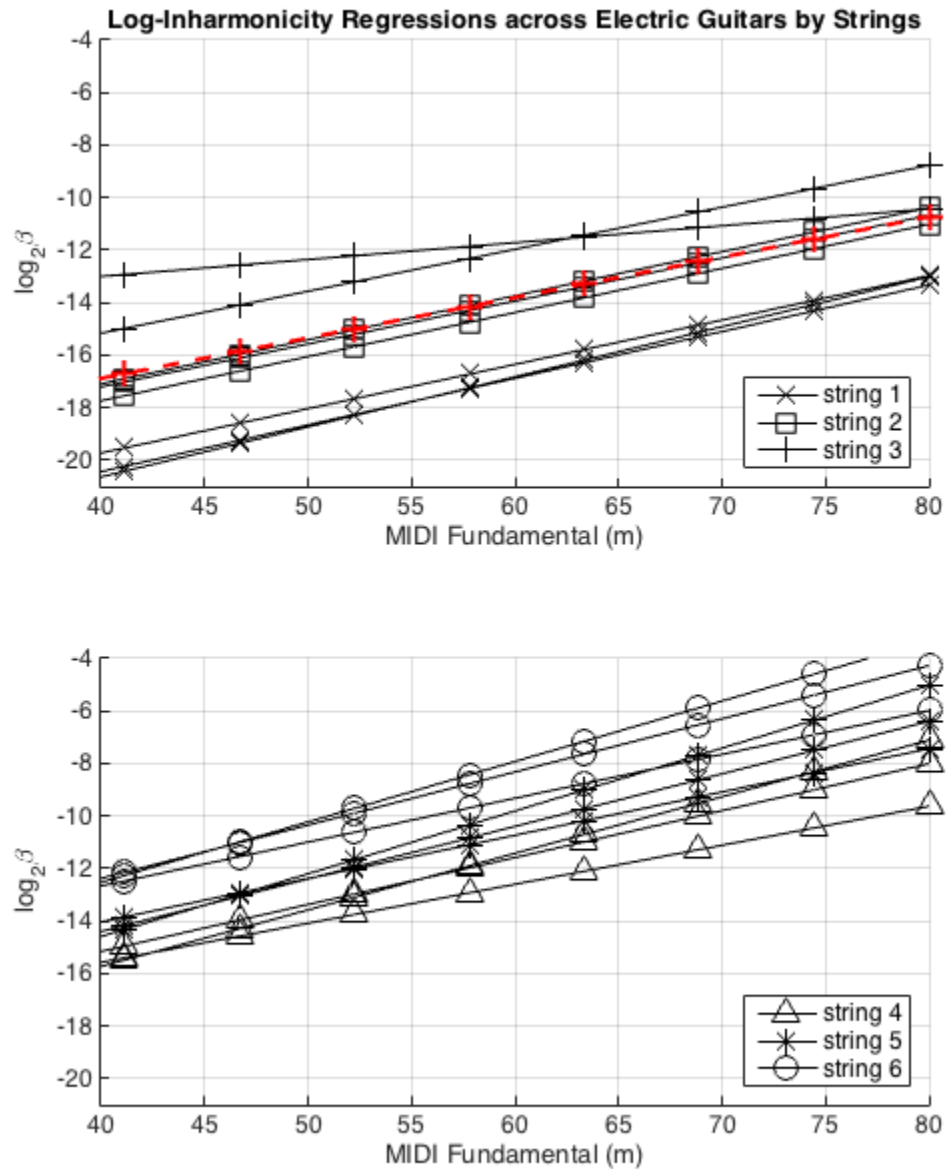 Log-Inharmonicity Regressions across Electric Guitars by Strings
-4
-6
-8
-10
-12
-14
-16
-18
-20
log₂β
string 1
string 2
string 3
40 45 50 55 60 65 70 75 80
MIDI Fundamental (m)
-4
-6
-8
-10
-12
-14
-16
-18
-20
log₂β
string 4
string 5
string 6
40 45 50 55 60 65 70 75 80
MIDI Fundamental (m)